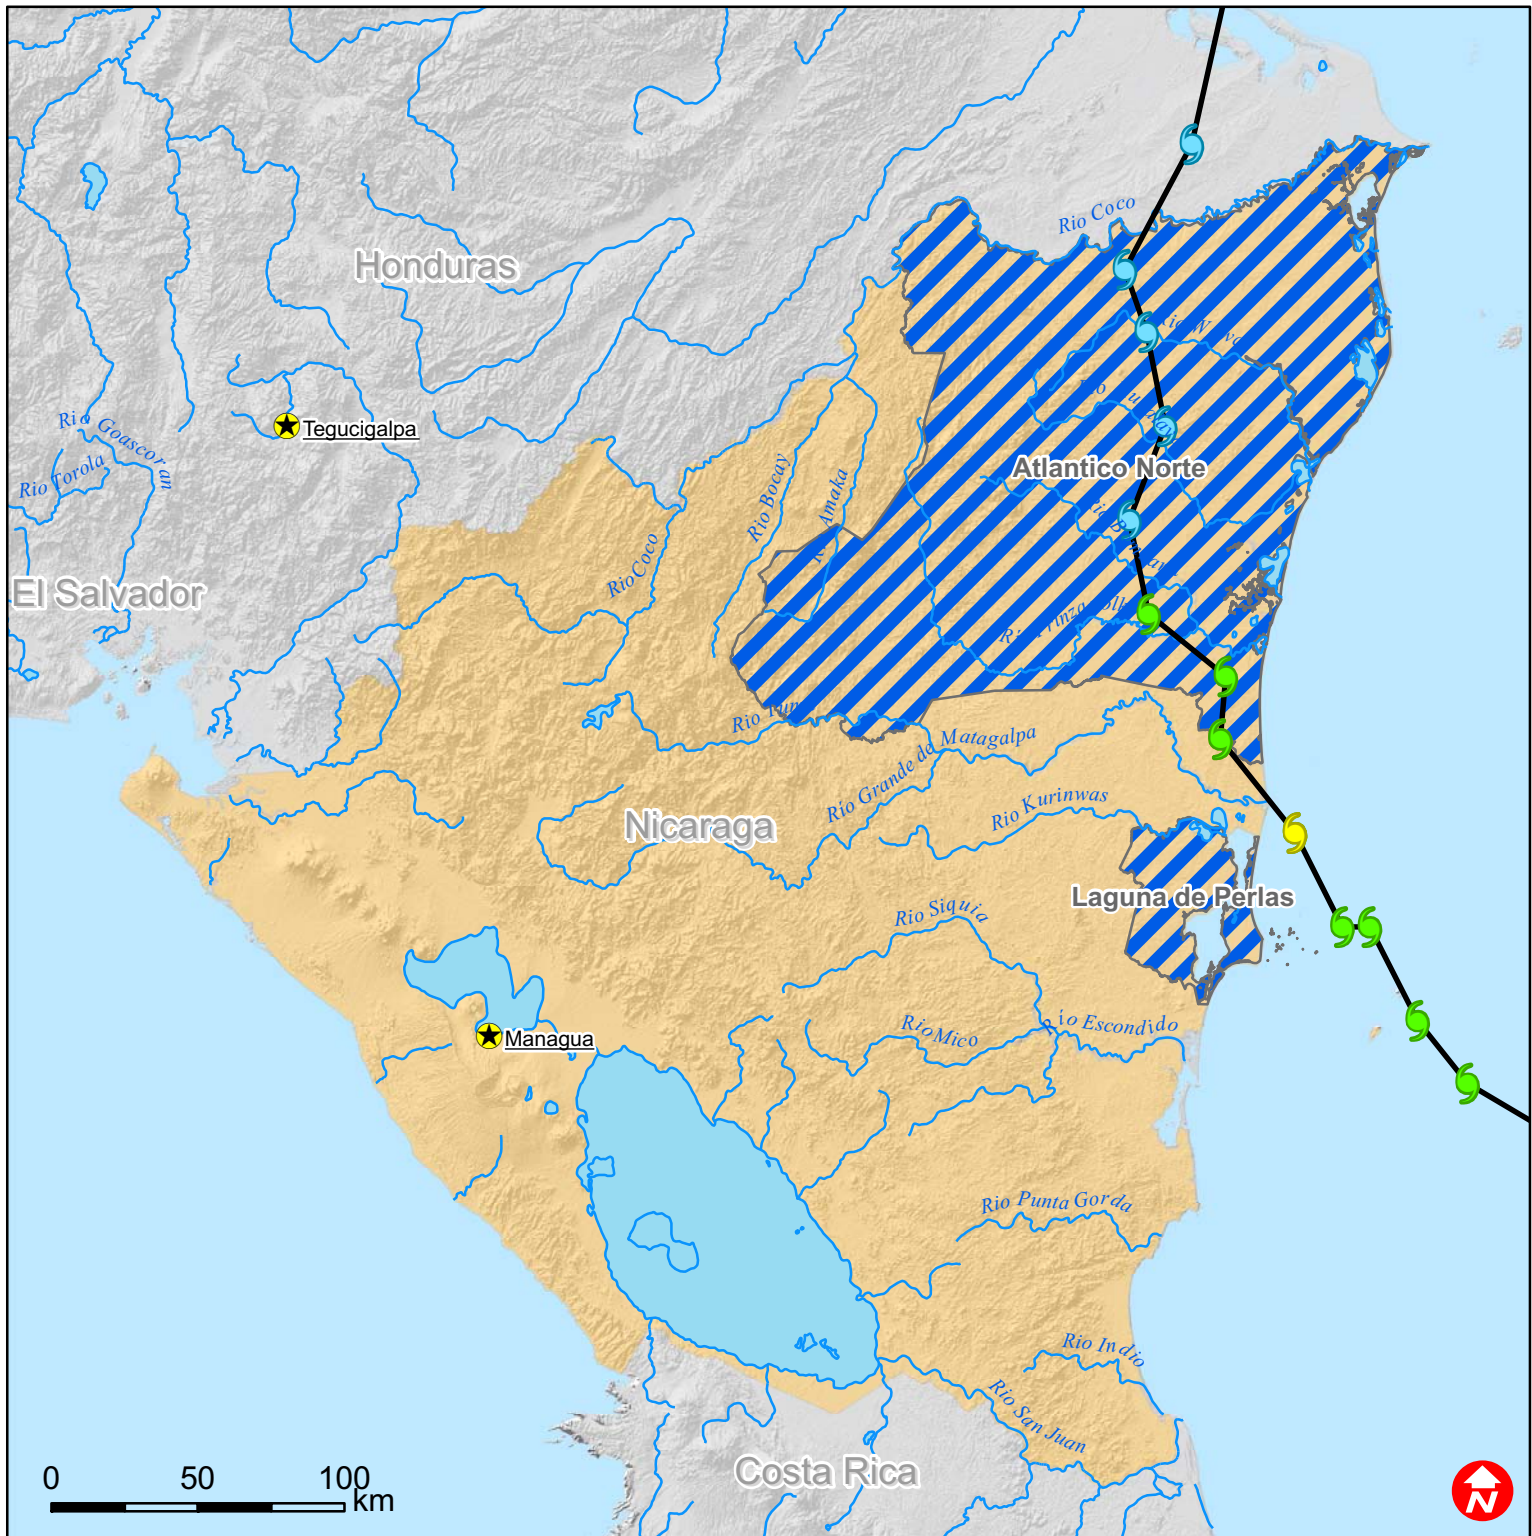 Rio Coco
Honduras
Rio Goascoran
Tegucigalpa
Rio Torola
Atlantico Norte
Rio Bocay
Amaka
Rio Coco
El Salvador
Rio
Rio Grande de Matagalpa
Rio Kurinwas
Nicaraga
Laguna de Perlas
Rio Siquia
Rio Mico
Río Escondido
Managua
Rio Punta Gorda
Rio Indio
Rio San Juan
Costa Rica
0 50 100
km
N